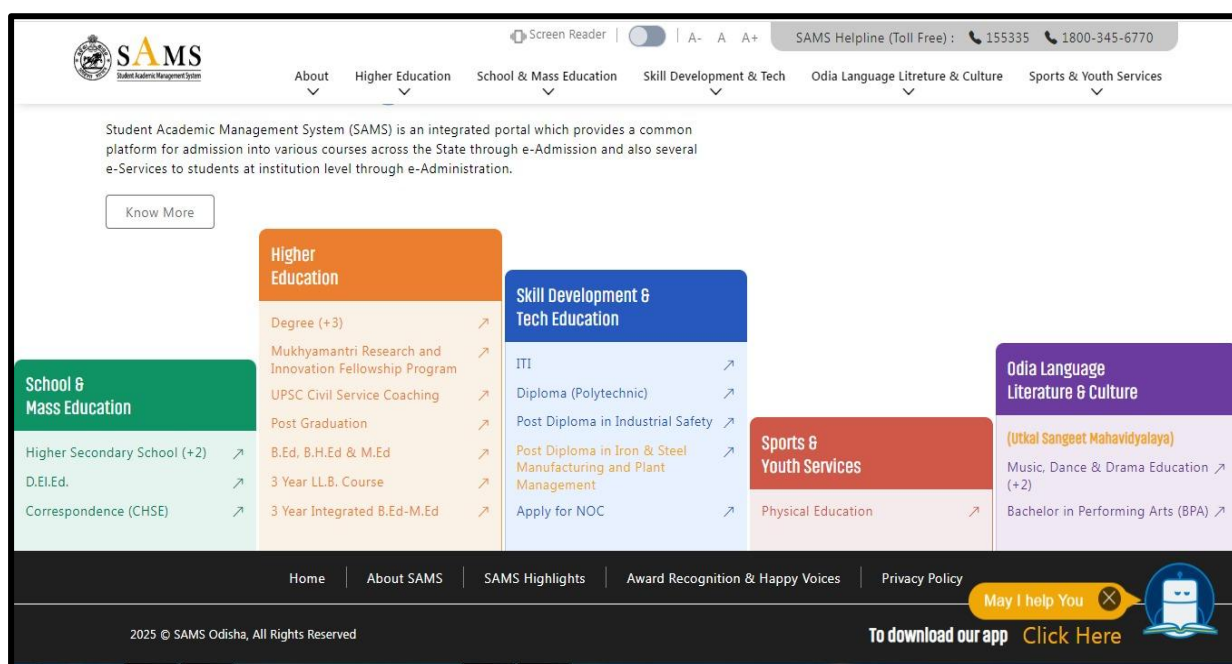 SAMS
Student Academic Management System
Screen Reader
A- A A+
SAMS Helpline (Toll Free) : 155335 1800-345-6770
About
Higher Education
School & Mass Education
Skill Development & Tech
Odia Language Litreture & Culture
Sports & Youth Services
Student Academic Management System (SAMS) is an integrated portal which provides a common
platform for admission into various courses across the State through e-Admission and also several
e-Services to students at institution level through e-Administration.
Know More
School &
Mass Education
Higher Secondary School (+2)
D.El.Ed.
Correspondence (CHSE)
Higher
Education
Degree (+3)
Mukhyamantri Research and
Innovation Fellowship Program
UPSC Civil Service Coaching
Post Graduation
B.Ed, B.H.Ed & M.Ed
3 Year LL.B. Course
3 Year Integrated B.Ed-M.Ed
Skill Development &
Tech Education
ITI
Diploma (Polytechnic)
Post Diploma in Industrial Safety
Post Diploma in Iron & Steel
Manufacturing and Plant
Management
Apply for NOC
Sports &
Youth Services
Physical Education
Odia Language
Literature & Culture
(Utkal Sangeet Mahavidyalaya)
Music, Dance & Drama Education
(+2)
Bachelor in Performing Arts (BPA)
Home
About SAMS
SAMS Highlights
Award Recognition & Happy Voices
Privacy Policy
May I help You
2025 © SAMS Odisha, All Rights Reserved
To download our app Click Here